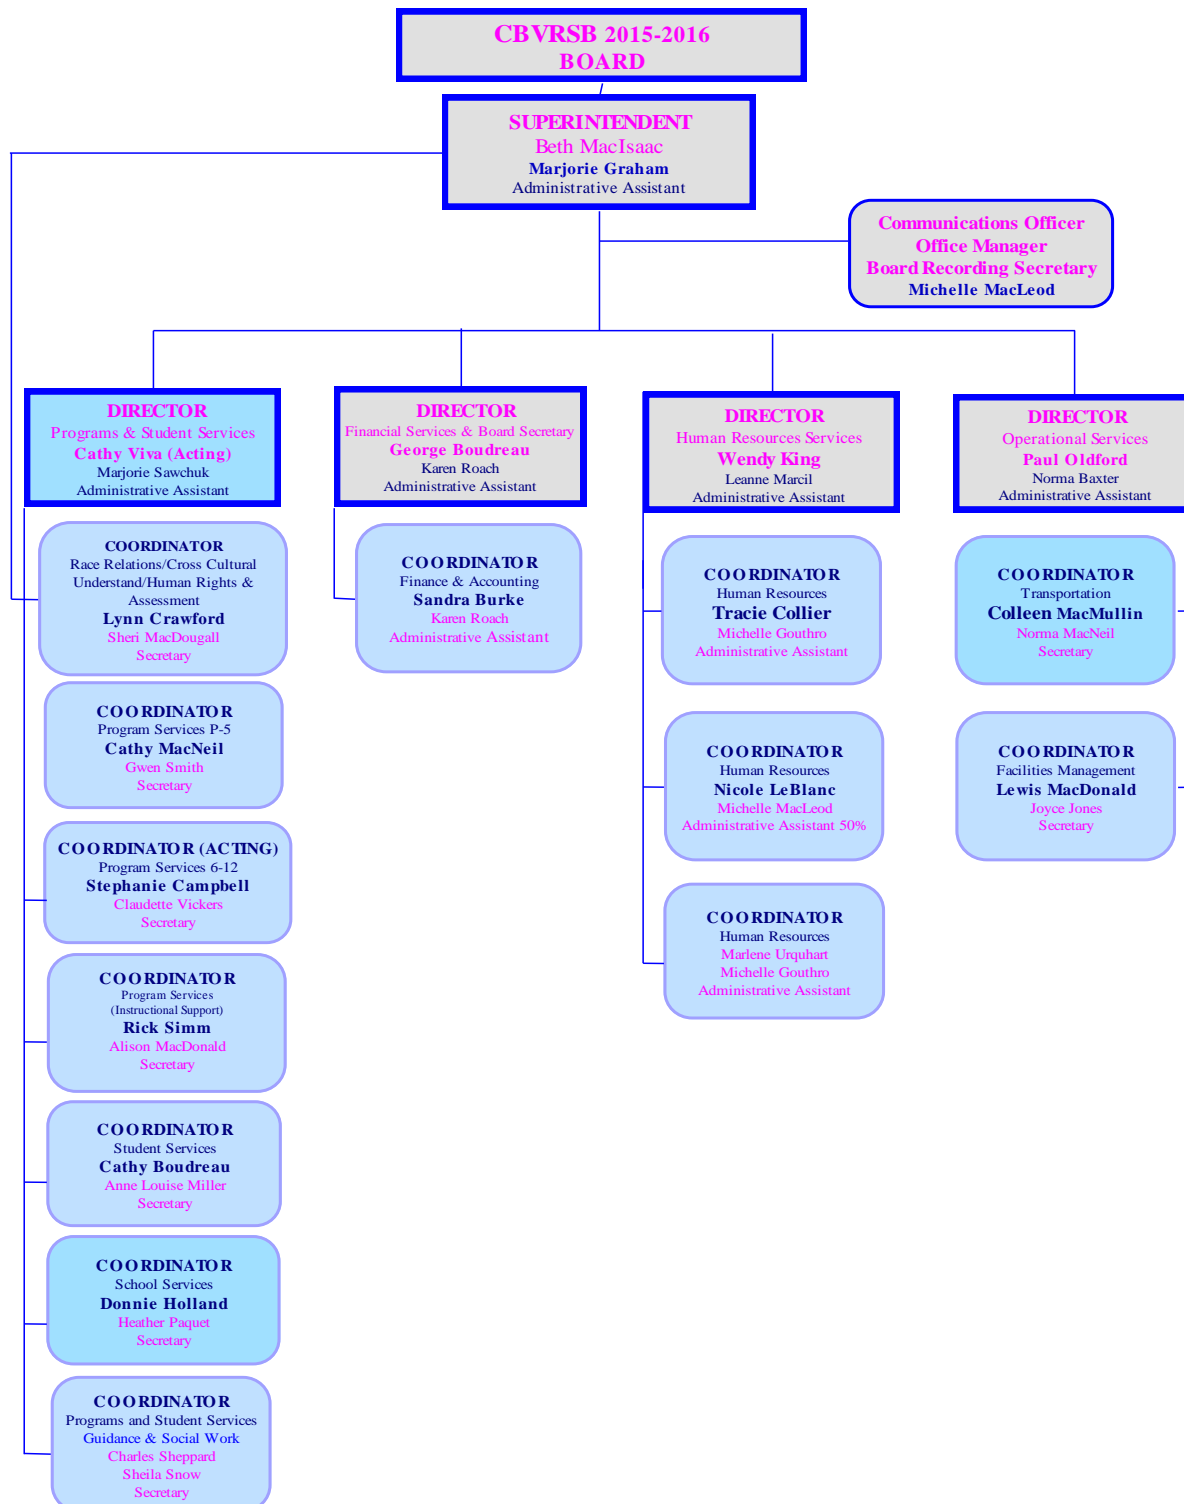 CBVRSB 2015-2016
BOARD
SUPERINTENDENT
Beth MacIsaac
Marjorie Graham
Administrative Assistant
Communications Officer
Office Manager
Board Recording Secretary
Michelle MacLeod
DIRECTOR
Programs & Student Services
Cathy Viva (Acting)
Marjorie Sawchuk
Administrative Assistant
DIRECTOR
Financial Services & Board Secretary
George Boudreau
Karen Roach
Administrative Assistant
DIRECTOR
Human Resources Services
Wendy King
Leanne Marcil
Administrative Assistant
DIRECTOR
Operational Services
Paul Oldford
Norma Baxter
Administrative Assistant
COORDINATOR
Race Relations/Cross Cultural
Understand/Human Rights &
Assessment
Lynn Crawford
Sheri MacDougall
Secretary
COORDINATOR
Program Services P-5
Cathy MacNeil
Gwen Smith
Secretary
COORDINATOR (ACTING)
Program Services 6-12
Stephanie Campbell
Claudette Vickers
Secretary
COORDINATOR
Program Services
(Instructional Support)
Rick Simm
Alison MacDonald
Secretary
COORDINATOR
Student Services
Cathy Boudreau
Anne Louise Miller
Secretary
COORDINATOR
School Services
Donnie Holland
Heather Paquet
Secretary
COORDINATOR
Programs and Student Services
Guidance & Social Work
Charles Sheppard
Sheila Snow
Secretary
COORDINATOR
Finance & Accounting
Sandra Burke
Karen Roach
Administrative Assistant
COORDINATOR
Human Resources
Tracie Collier
Michelle Gouthro
Administrative Assistant
COORDINATOR
Human Resources
Nicole LeBlanc
Michelle MacLeod
Administrative Assistant 50%
COORDINATOR
Human Resources
Marlene Urquhart
Michelle Gouthro
Administrative Assistant
COORDINATOR
Transportation
Colleen MacMullin
Norma MacNeil
Secretary
COORDINATOR
Facilities Management
Lewis MacDonald
Joyce Jones
Secretary